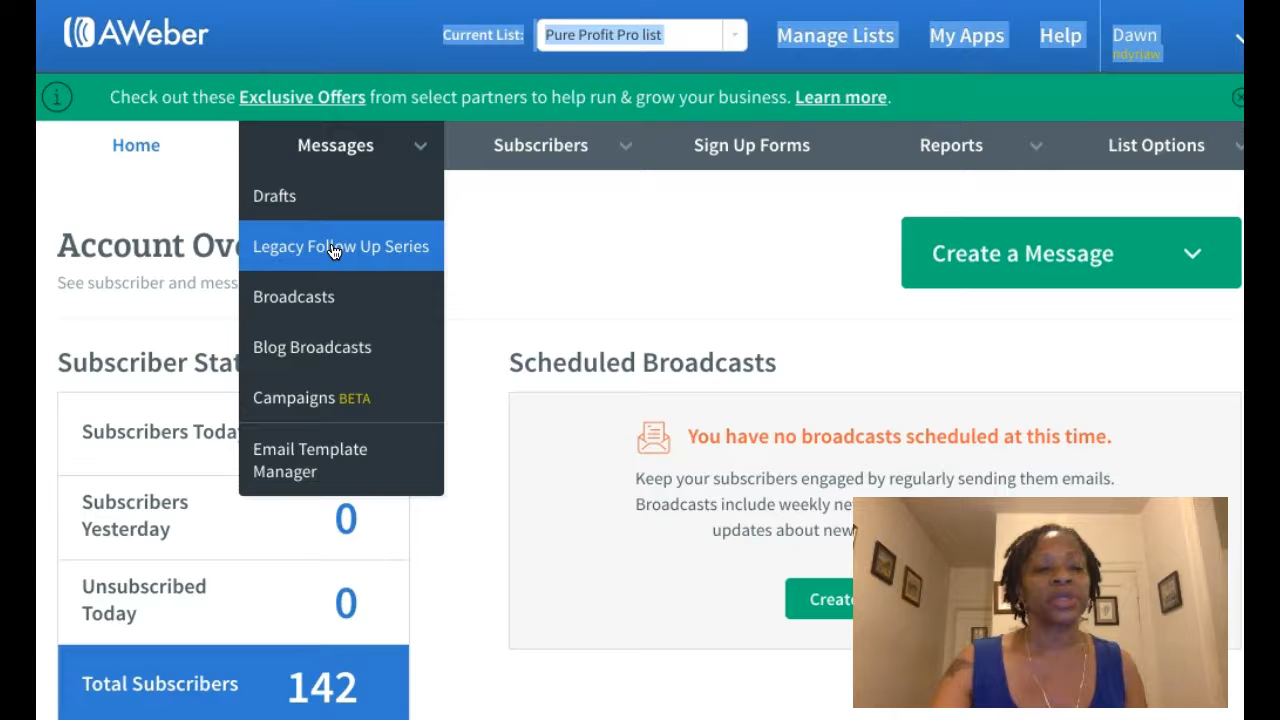 AWeber
Current List:
Pure Profit Pro list
Manage Lists
My Apps
Help
Dawn
Check out these Exclusive Offers from select partners to help run & grow your business. Learn more.
Home
Messages
Subscribers
Sign Up Forms
Reports
List Options
Drafts
Legacy Follow Up Series
Broadcasts
Blog Broadcasts
Campaigns BETA
Email Template
Manager
Account Ov
See subscriber and mess
Create a Message
Subscriber Stat
Subscribers Toda
Subscribers
Yesterday
0
Unsubscribed
Today
0
Total Subscribers
142
Scheduled Broadcasts
You have no broadcasts scheduled at this time.
Keep your subscribers engaged by regularly sending them emails.
Broadcasts include weekly ne
updates about new
Create